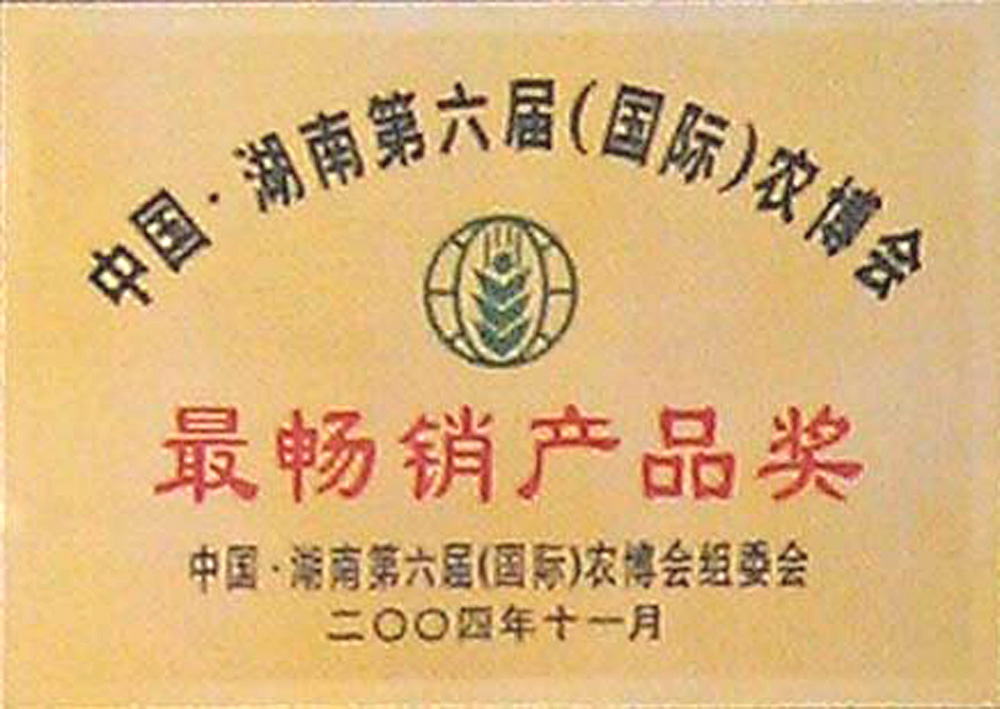 中国·湖南第六届(国际)农博会
最畅销产品奖
中国·湖南第六届(国际)农博会组委会
二〇〇四年十一月